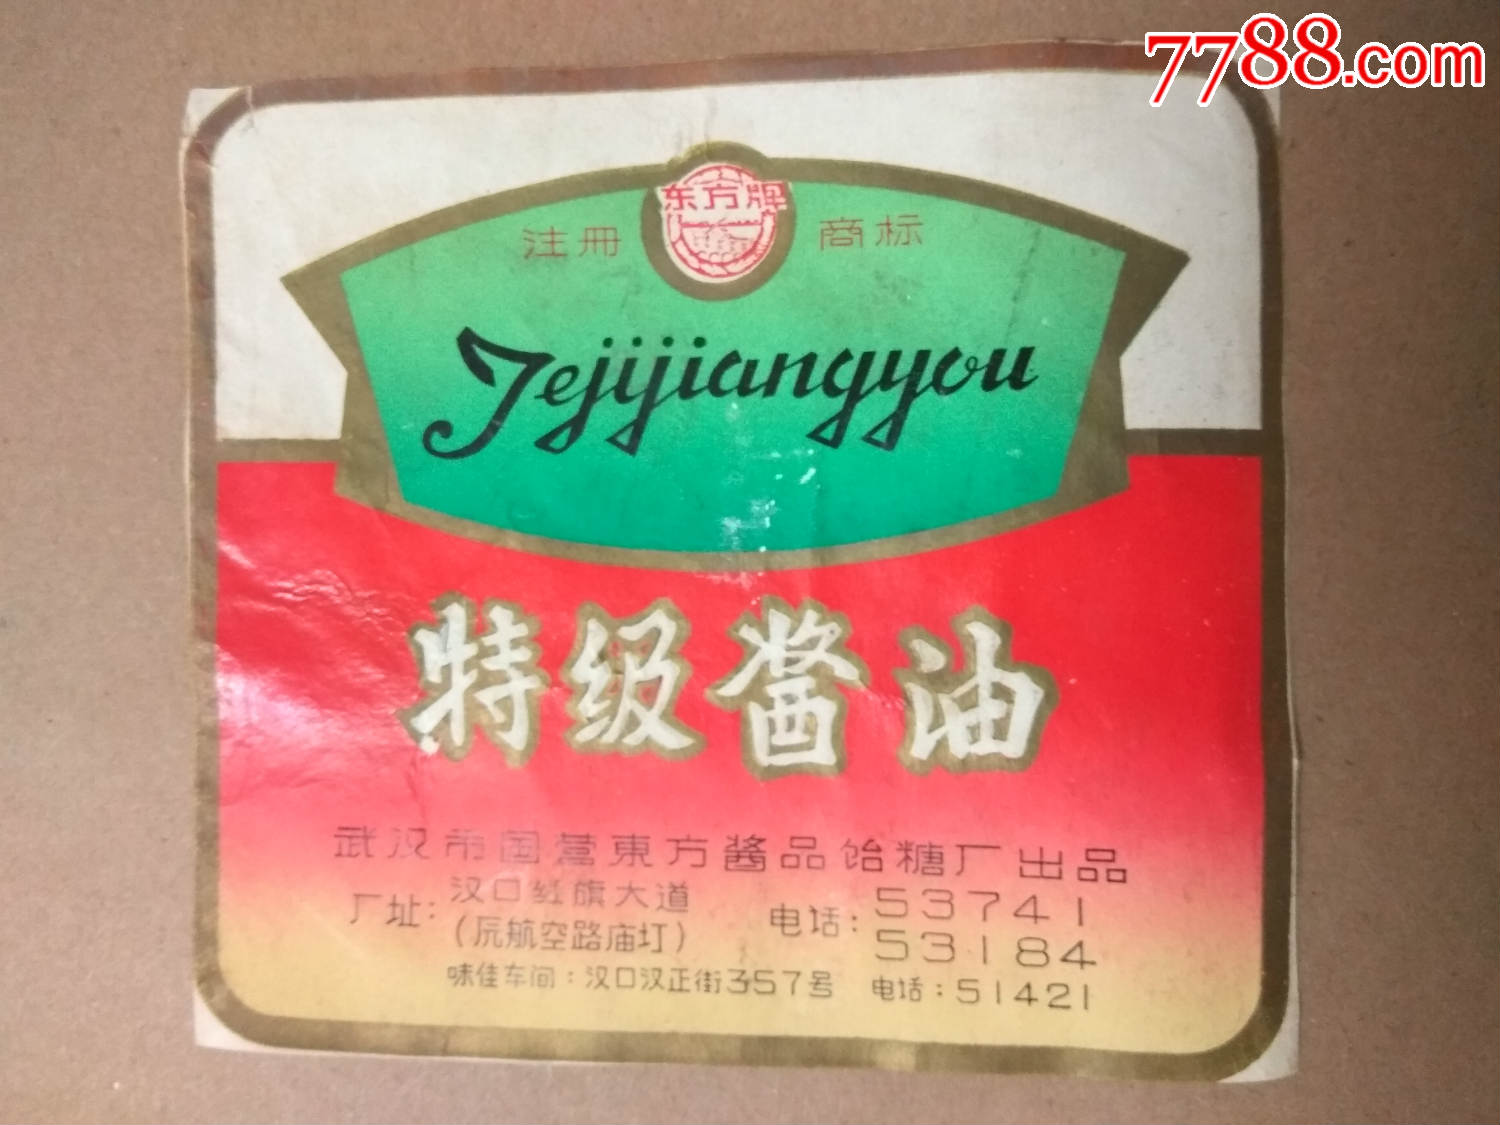 7788.com
东方牌
注册 商标
Tejijiangyou
特级酱油
武汉市国营東方酱品饴糖厂出品
厂址：汉口红旗大道 电话：53741
（原航空路庙圢） 53184
味佳车间：汉口汉正街357号 电话：51421